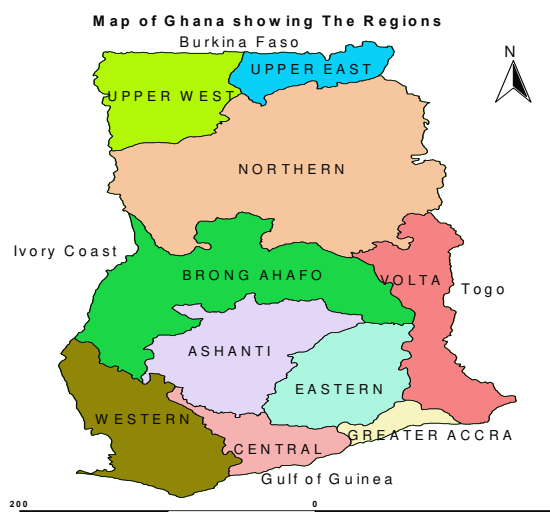 Map of Ghana showing The Regions
Burkina Faso
N
UPPER EAST
UPPER WEST
NORTHERN
Ivory Coast
BRONG AHAFO
VOLTA
Togo
ASHANTI
EASTERN
WESTERN
GREATER ACCRA
CENTRAL
Gulf of Guinea
200 0